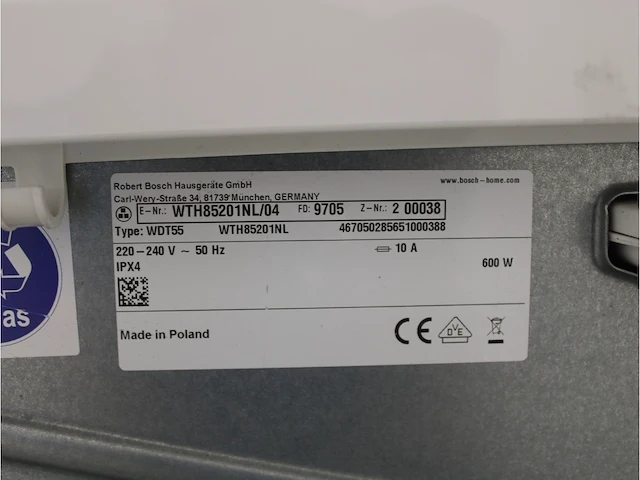 Robert Bosch Hausgeräte GmbH
www.bosch-home.com
Carl-Wery-Straße 34, 81739 München, GERMANY
E-Nr.: WTH85201NL/04 FD: 9705 Z-Nr.: 2 00038
Type: WDT55 WTH85201NL 467050285651000388
220-240 V ~ 50 Hz 10 A
IPX4 600 W
Made in Poland
CE DVE
as